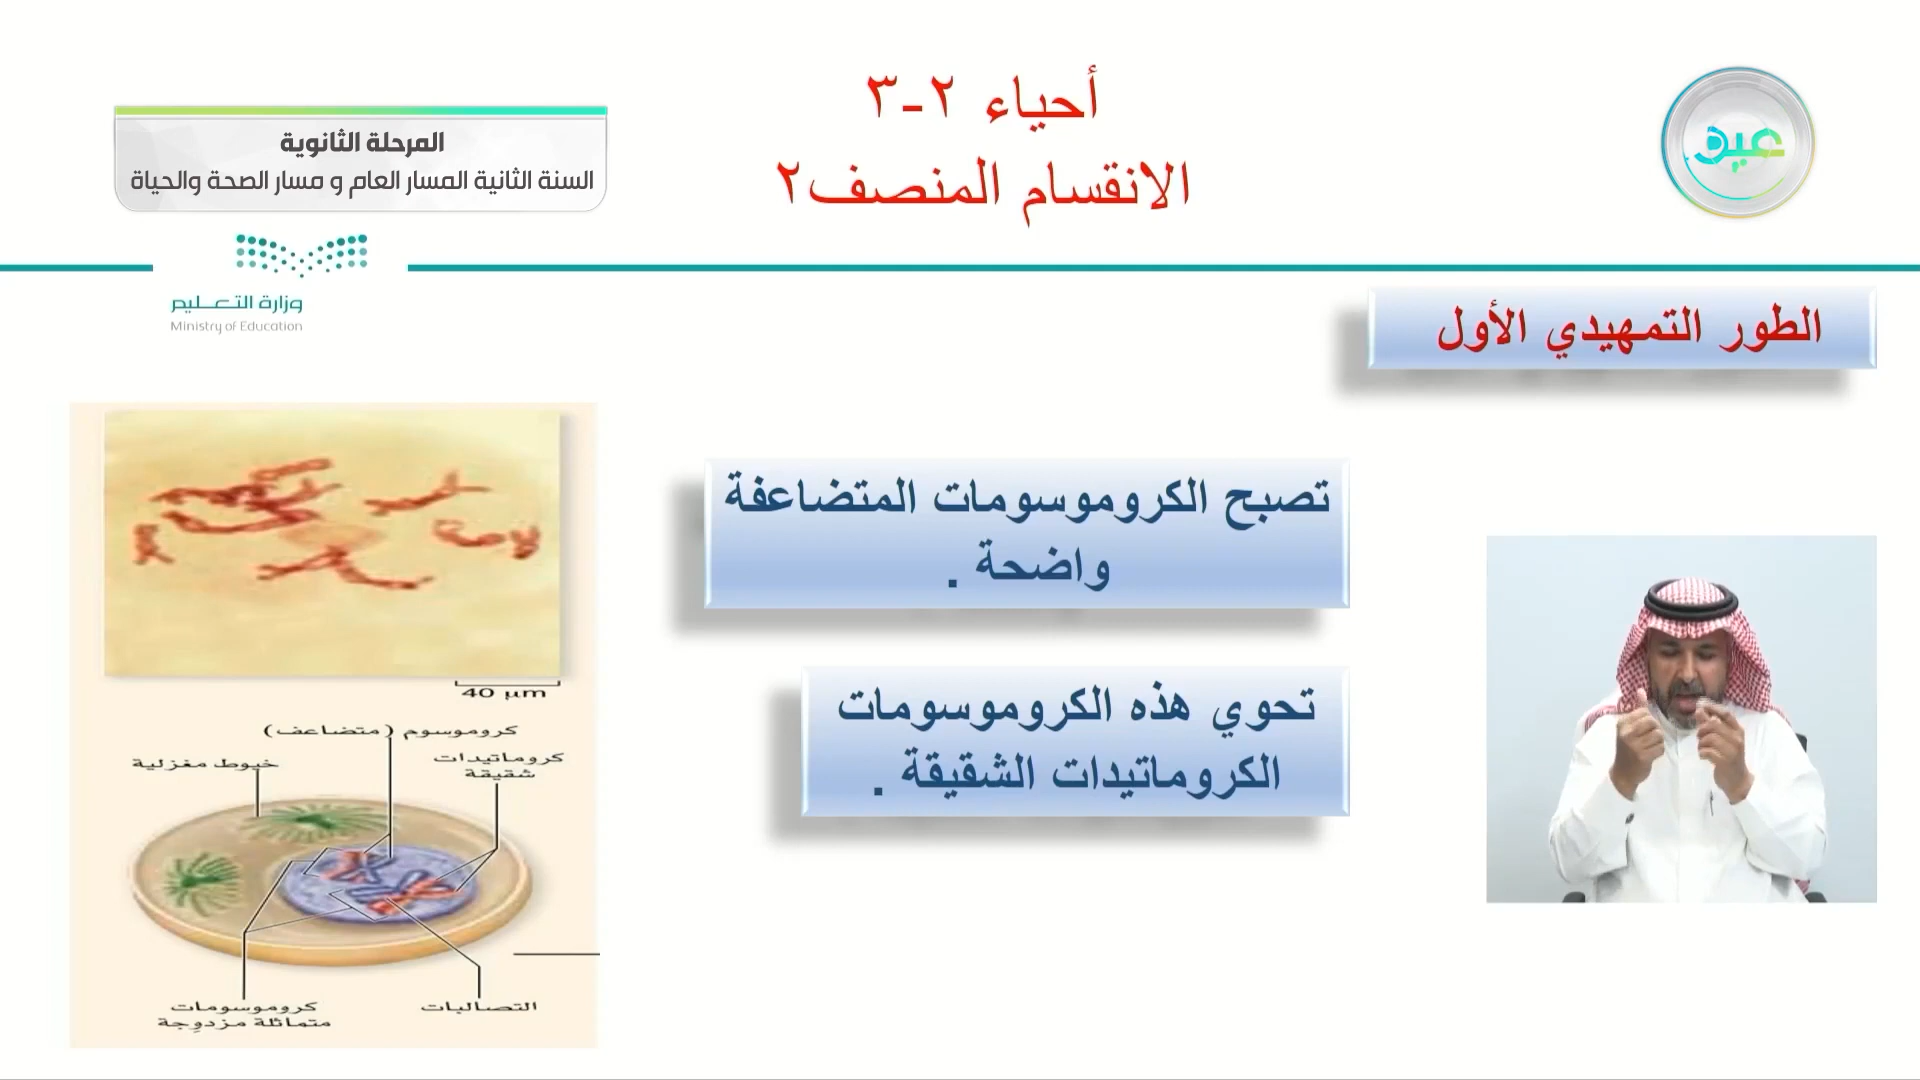 أحياء ٢-٣
الانقسام المنصف٢
عين
المرحلة الثانوية
السنة الثانية المسار العام و مسار الصحة والحياة
وزارة التعليم
Ministry of Education
الطور التمهيدي الأول
تصبح الكروموسومات المتضاعفة
واضحة .
تحوي هذه الكروموسومات
الكروماتيدات الشقيقة .
40 μm
كروموسوم (متضاعف)
كروماتيدات
شقيقة
خيوط مغزلية
التصالبات
كروموسومات
متماثلة مزدوجة